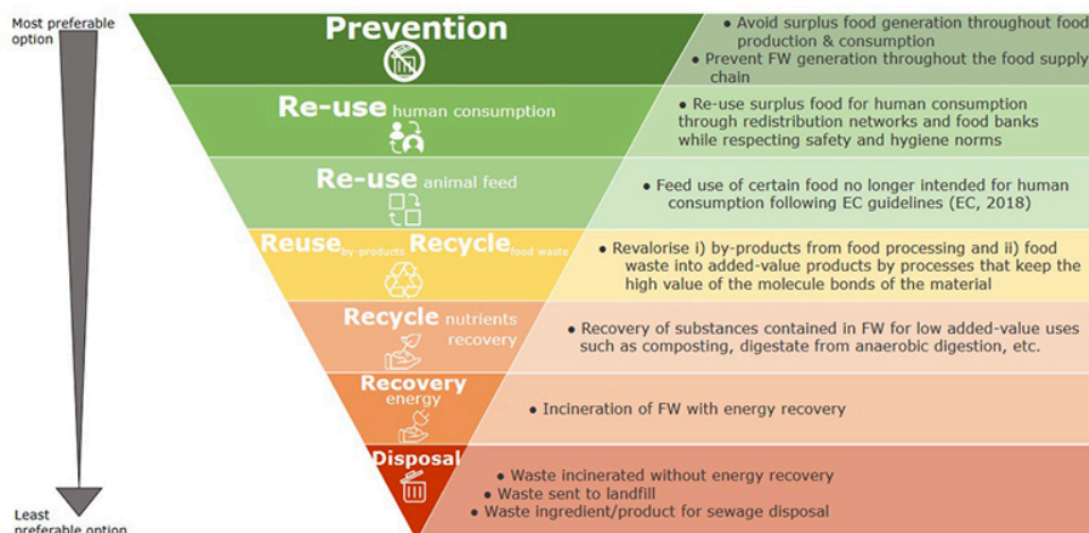 Most preferable
option
Prevention
● Avoid surplus food generation throughout food
production & consumption
● Prevent FW generation throughout the food supply
chain
Re-use human consumption
● Re-use surplus food for human consumption
through redistribution networks and food banks
while respecting safety and hygiene norms
Re-use animal feed
● Feed use of certain food no longer intended for human
consumption following EC guidelines (EC, 2018)
Reuse by-products Recycle food waste
● Revalorise i) by-products from food processing and ii) food
waste into added-value products by processes that keep the
high value of the molecule bonds of the material
Recycle nutrients
recovery
● Recovery of substances contained in FW for low added-value uses
such as composting, digestate from anaerobic digestion, etc.
Recovery
energy
● Incineration of FW with energy recovery
Disposal
● Waste incinerated without energy recovery
● Waste sent to landfill
● Waste ingredient/product for sewage disposal
Least
preferable option